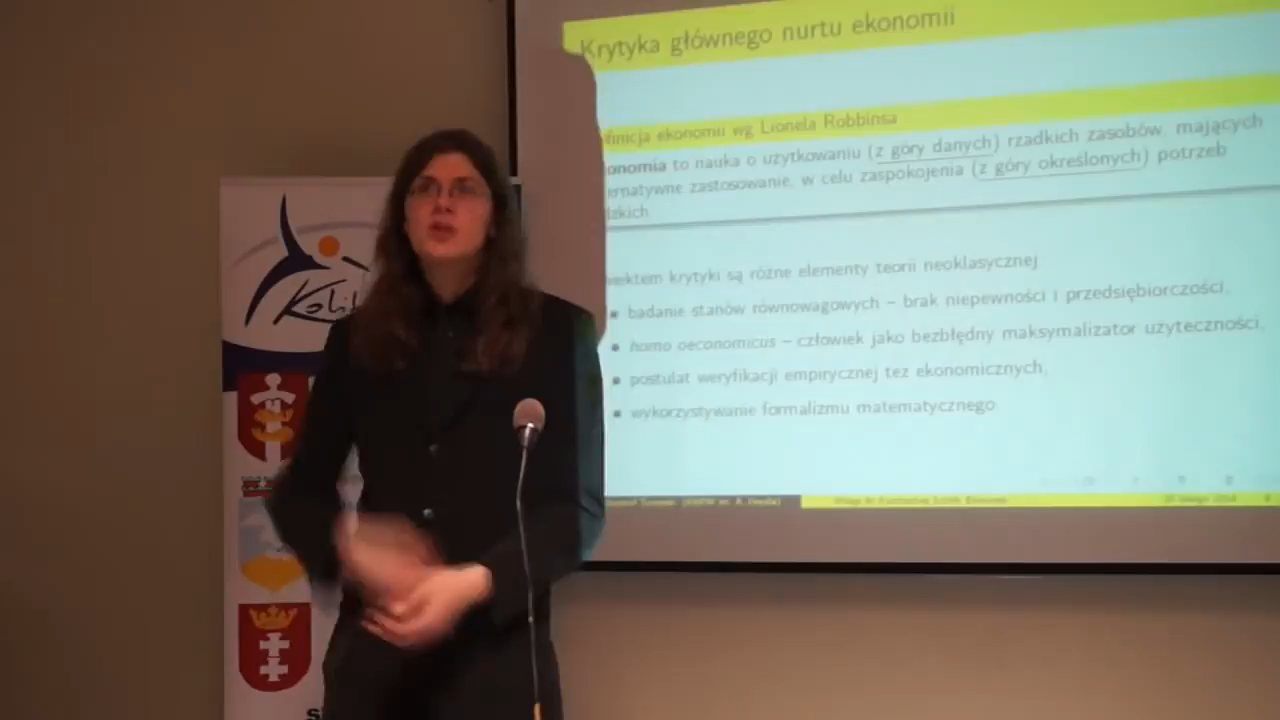 Krytyka głównego nurtu ekonomii
finicja ekonomii wg Lionela Robbinsa
onomia to nauka o użytkowaniu (z góry danych) rzadkich zasobów, mających
ernatywne zastosowanie, w celu zaspokojenia (z góry określonych) potrzeb
dzkich.
iektem krytyki są różne elementy teorii neoklasycznej
badanie stanów równowagowych – brak niepewności i przedsiębiorczości,
homo oeconomicus – człowiek jako bezbłędny maksymalizator użyteczności,
postulat weryfikacji empirycznej tez ekonomicznych,
wykorzystywanie formalizmu matematycznego.
Kolib